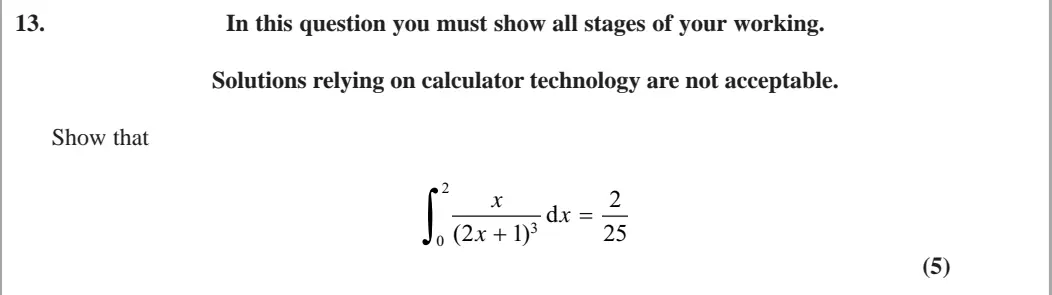 13. In this question you must show all stages of your working.
Solutions relying on calculator technology are not acceptable.
Show that
∫₀² x/(2x + 1)³ dx = 2/25
(5)